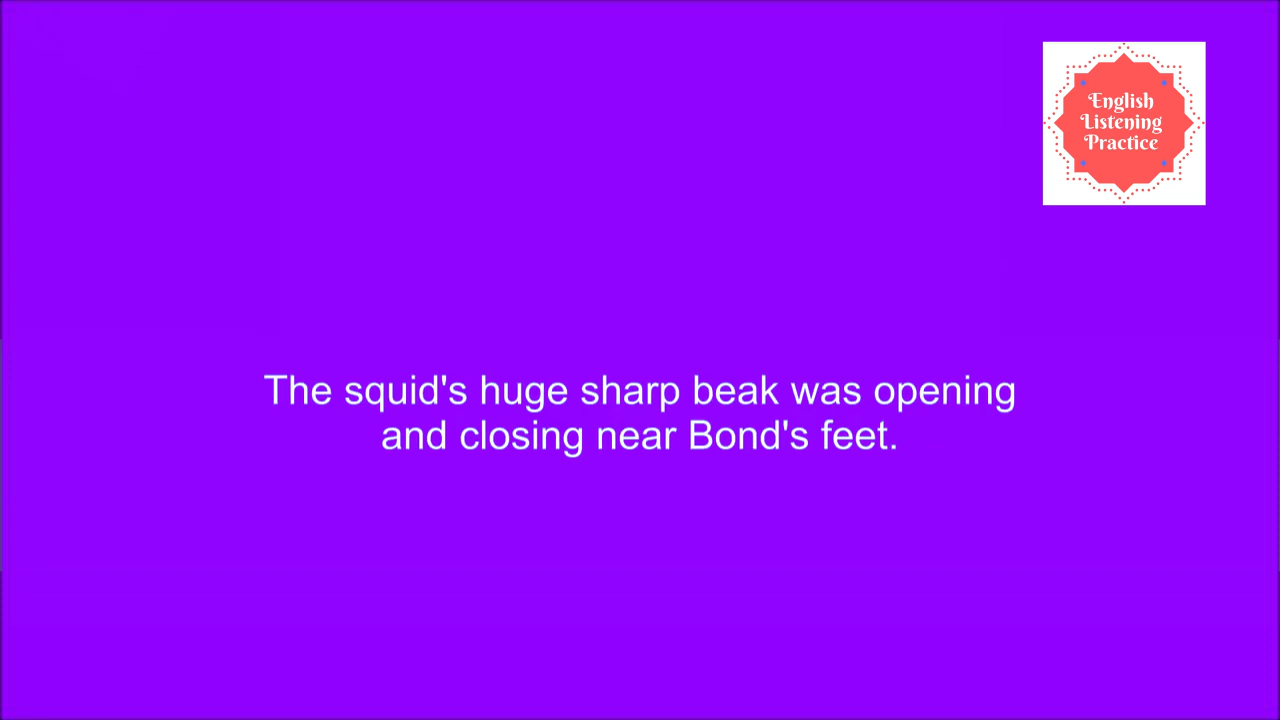 English
Listening
Practice
The squid's huge sharp beak was opening
and closing near Bond's feet.